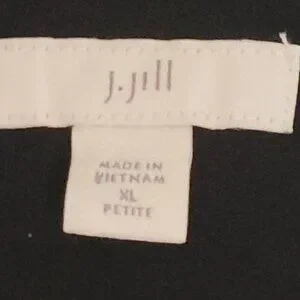 J.Jill
MADE IN
VIETNAM
XL
PETITE